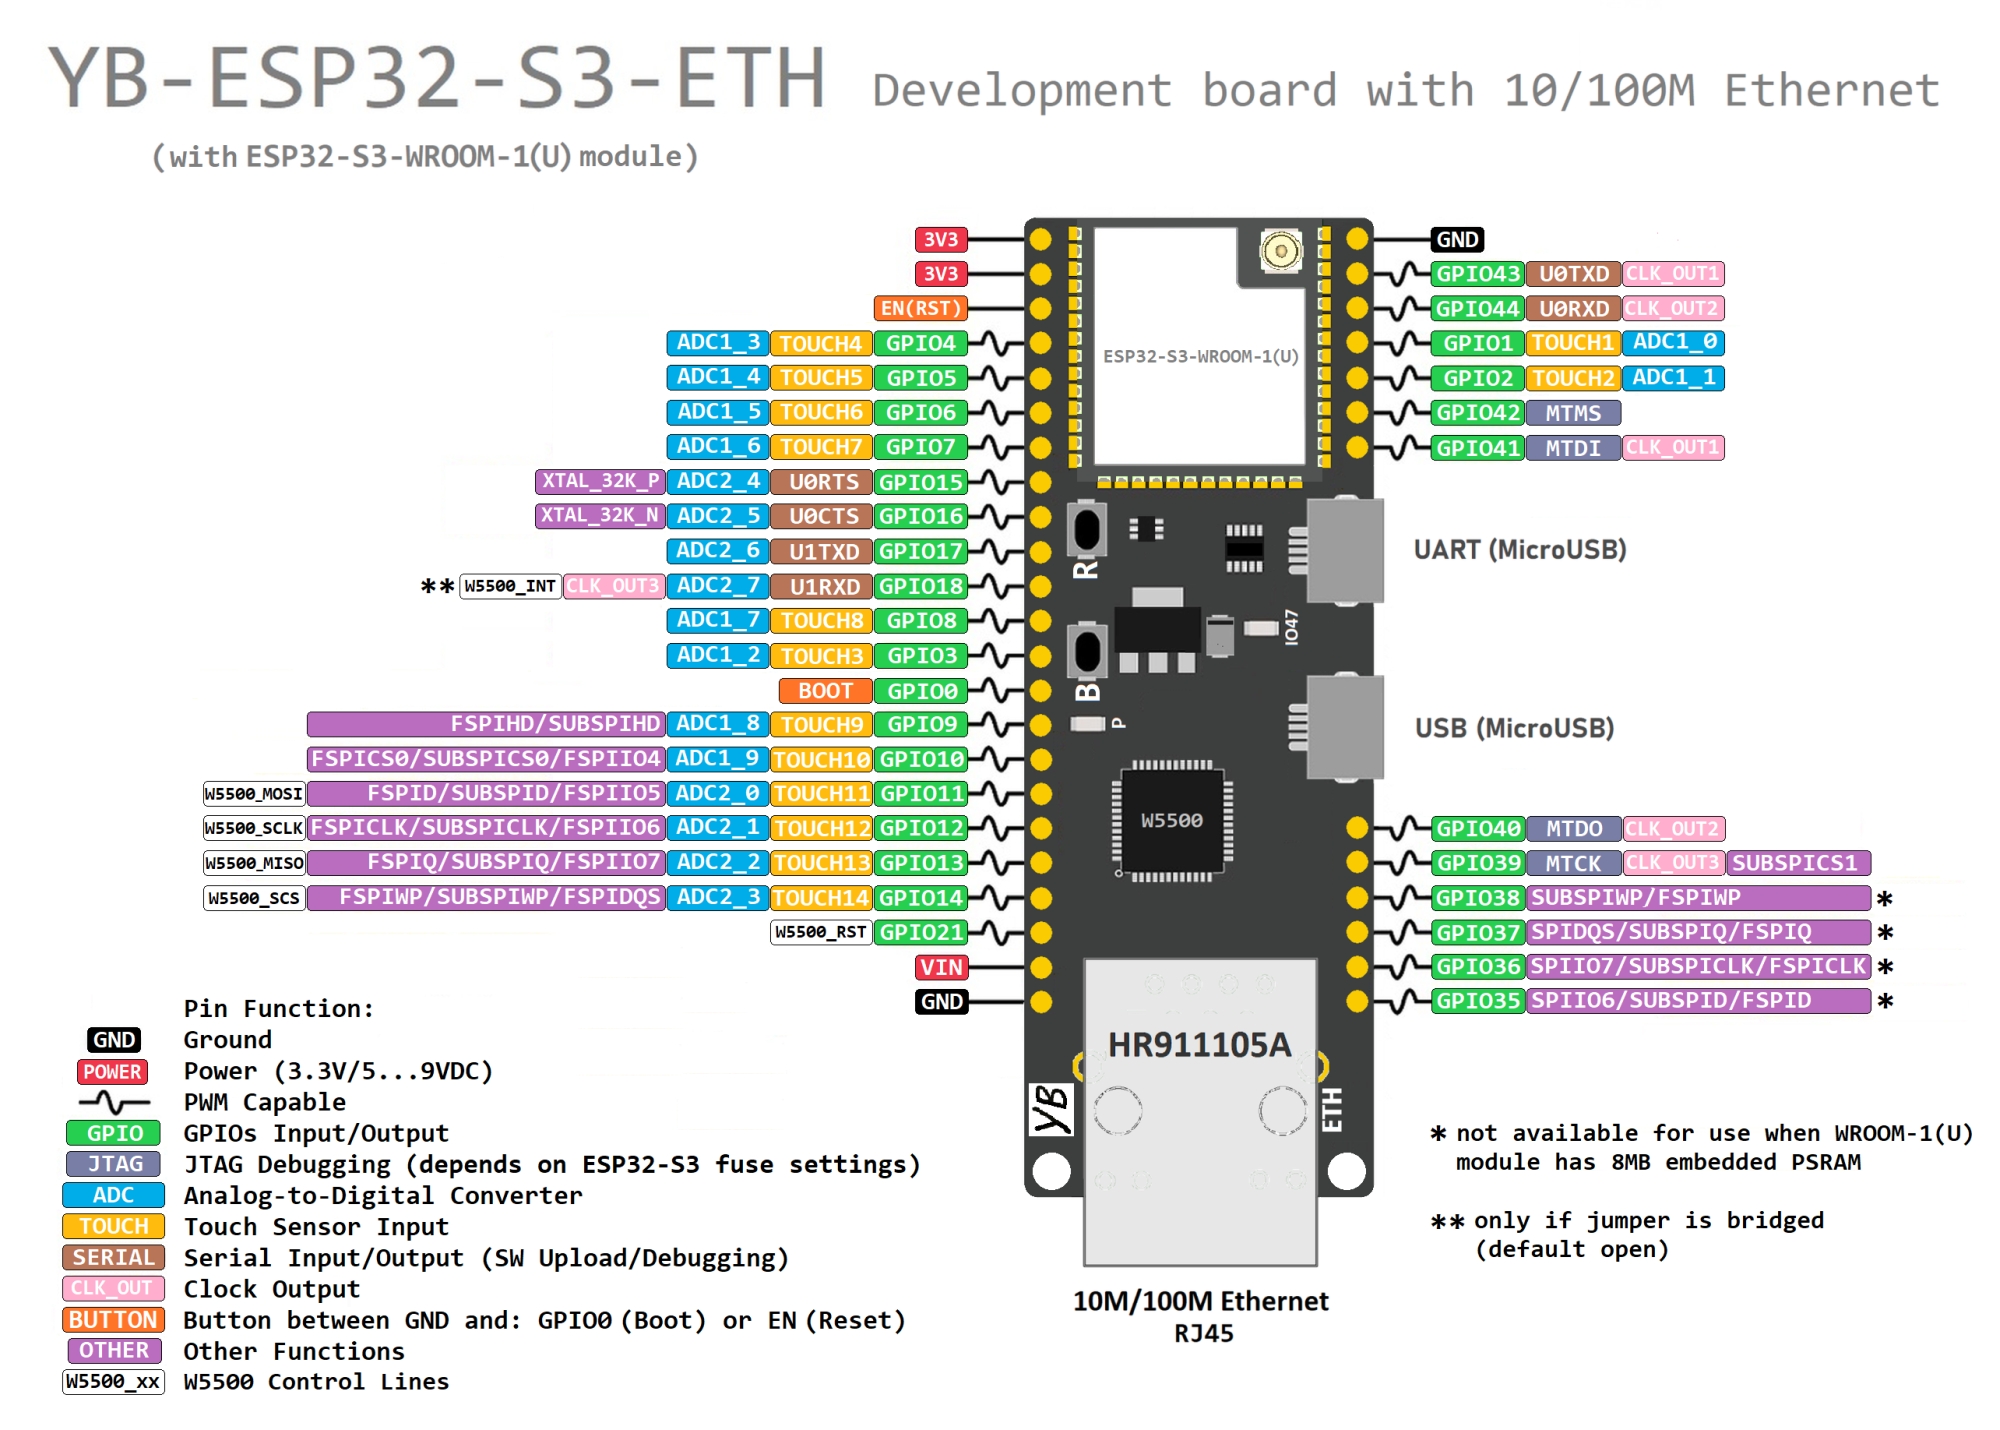 YB-ESP32-S3-ETH Development board with 10/100M Ethernet
(with ESP32-S3-WROOM-1(U) module)
3V3 GND
3V3 GPIO43 U0TXD CLK_OUT1
EN(RST) GPIO44 U0RXD CLK_OUT2
ADC1_3 TOUCH4 GPIO4 GPIO1 TOUCH1 ADC1_0
ESP32-S3-WROOM-1(U)
ADC1_4 TOUCH5 GPIO5 GPIO2 TOUCH2 ADC1_1
ADC1_5 TOUCH6 GPIO6 GPIO42 MTMS
ADC1_6 TOUCH7 GPIO7 GPIO41 MTDI CLK_OUT1
XTAL_32K_P ADC2_4 U0RTS GPIO15
XTAL_32K_N ADC2_5 U0CTS GPIO16
ADC2_6 U1TXD GPIO17 UART (MicroUSB)
R
** W5500_INT CLK_OUT3 ADC2_7 U1RXD GPIO18
ADC1_7 TOUCH8 GPIO8 IO47
ADC1_2 TOUCH3 GPIO3
BOOT GPIO0 B
FSPIHD/SUBSPIHD ADC1_8 TOUCH9 GPIO9 P USB (MicroUSB)
FSPICS0/SUBSPICS0/FSPIIO4 ADC1_9 TOUCH10 GPIO10
W5500_MOSI FSPID/SUBSPID/FSPIIO5 ADC2_0 TOUCH11 GPIO11
W5500
W5500_SCLK FSPICLK/SUBSPICLK/FSPIIO6 ADC2_1 TOUCH12 GPIO12 GPIO40 MTDO CLK_OUT2
W5500_MISO FSPIQ/SUBSPIQ/FSPIIO7 ADC2_2 TOUCH13 GPIO13 GPIO39 MTCK CLK_OUT3 SUBSPICS1
W5500_SCS FSPIWP/SUBSPIWP/FSPIDQS ADC2_3 TOUCH14 GPIO14 GPIO38 SUBSPIWP/FSPIWP *
W5500_RST GPIO21 GPIO37 SPIDQS/SUBSPIQ/FSPIQ *
VIN GPIO36 SPIIO7/SUBSPICLK/FSPICLK *
GND GPIO35 SPIIO6/SUBSPID/FSPID *
HR911105A
YB ETH
Pin Function:
GND Ground
POWER Power (3.3V/5...9VDC)
PWM Capable
GPIO GPIOs Input/Output
JTAG JTAG Debugging (depends on ESP32-S3 fuse settings)
ADC Analog-to-Digital Converter
TOUCH Touch Sensor Input
SERIAL Serial Input/Output (SW Upload/Debugging)
CLK_OUT Clock Output
BUTTON Button between GND and: GPIO0 (Boot) or EN (Reset)
OTHER Other Functions
W5500_xx W5500 Control Lines
* not available for use when WROOM-1(U)
module has 8MB embedded PSRAM
** only if jumper is bridged
(default open)
10M/100M Ethernet
RJ45